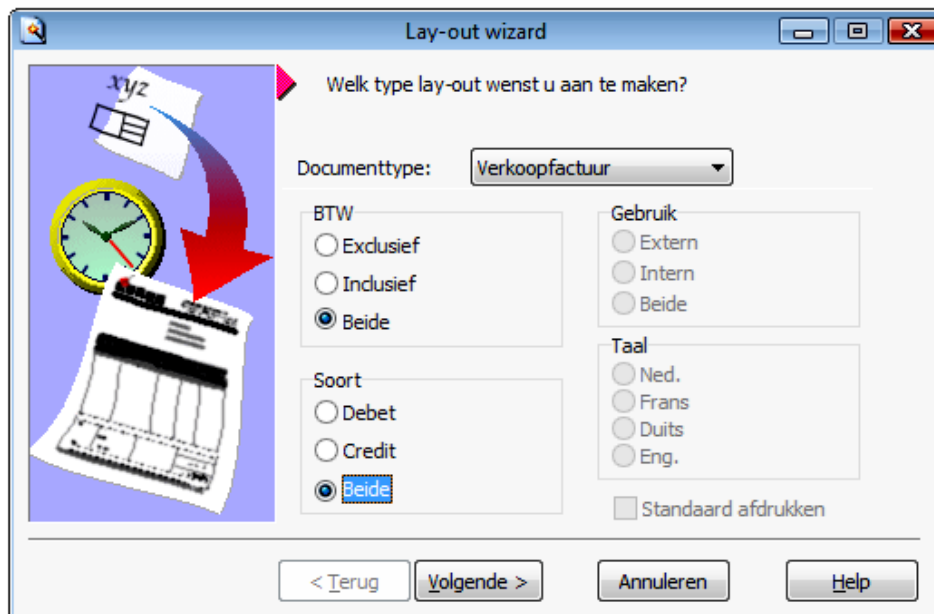 Lay-out wizard
xyz
Welk type lay-out wenst u aan te maken?
Documenttype:
Verkoopfactuur
BTW
Exclusief
Inclusief
Beide
Soort
Debet
Credit
Beide
Gebruik
Extern
Intern
Beide
Taal
Ned.
Frans
Duits
Eng.
Standaard afdrukken
< Terug
Volgende >
Annuleren
Help